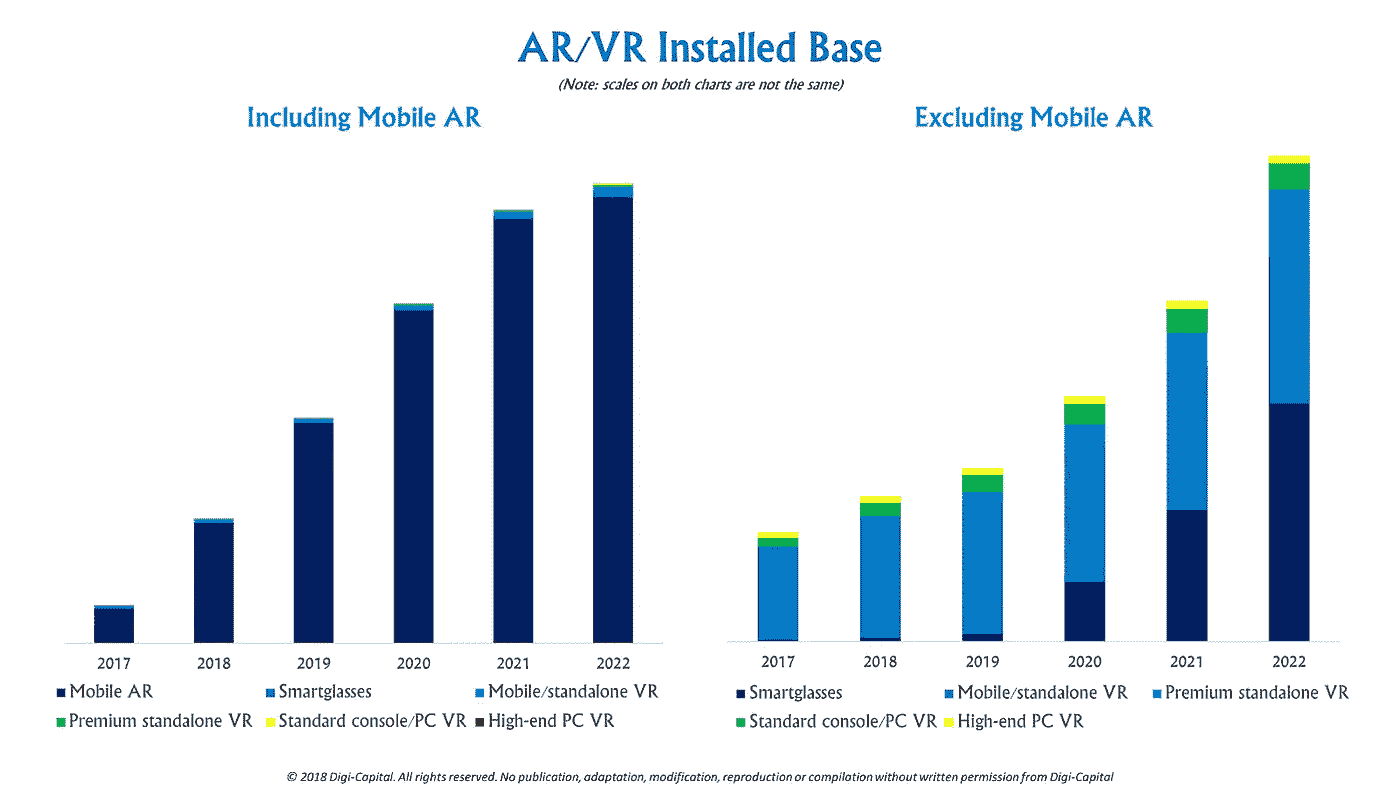 AR/VR Installed Base
(Note: scales on both charts are not the same)
Including Mobile AR
2017 2018 2019 2020 2021 2022
Mobile AR Smartglasses Mobile/standalone VR
Premium standalone VR Standard console/PC VR High-end PC VR
Excluding Mobile AR
2017 2018 2019 2020 2021 2022
Smartglasses Mobile/standalone VR Premium standalone VR
Standard console/PC VR High-end PC VR
© 2018 Digi-Capital. All rights reserved. No publication, adaptation, modification, reproduction or compilation without written permission from Digi-Capital